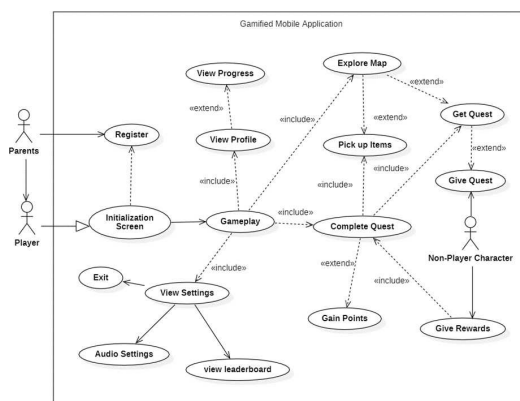 Gamified Mobile Application
View Progress
Explore Map
«extend»
«extend»
«extend»
Get Quest
Parents
Register
View Profile
«include»
Pick up Items
«extend»
«include»
Give Quest
«include»
«include»
Player
Initialization
Screen
Gameplay
«include»
Complete Quest
Non-Player Character
Exit
«include»
View Settings
«extend»
«include»
Gain Points
Give Rewards
Audio Settings
view leaderboard